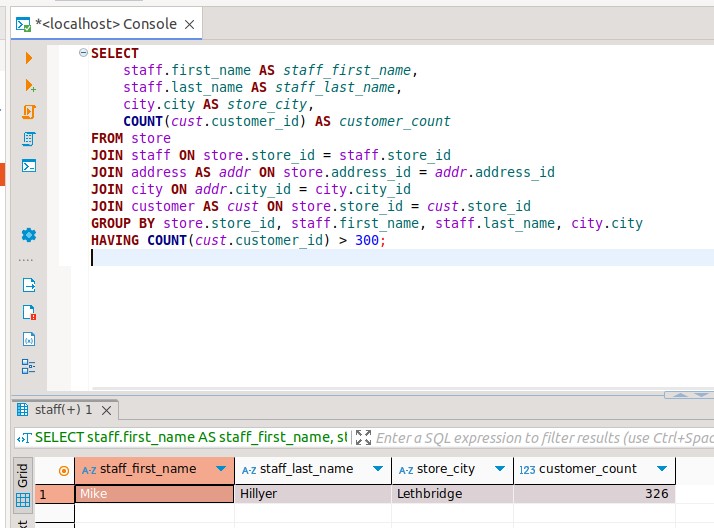 *<localhost> Console
SELECT
staff.first_name AS staff_first_name,
staff.last_name AS staff_last_name,
city.city AS store_city,
COUNT(cust.customer_id) AS customer_count
FROM store
JOIN staff ON store.store_id = staff.store_id
JOIN address AS addr ON store.address_id = addr.address_id
JOIN city ON addr.city_id = city.city_id
JOIN customer AS cust ON store.store_id = cust.store_id
GROUP BY store.store_id, staff.first_name, staff.last_name, city.city
HAVING COUNT(cust.customer_id) > 300;
staff(+) 1
SELECT staff.first_name AS staff_first_name, st
Enter a SQL expression to filter results (use Ctrl+Spac
Grid
A-Z staff_first_name A-Z staff_last_name A-Z store_city 123 customer_count
1 Mike Hillyer Lethbridge 326